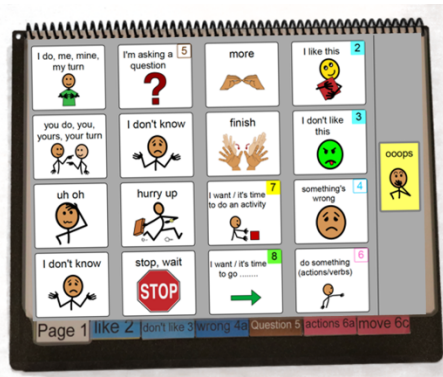 I do, me, mine,
my turn
I'm asking a
question
5
more
I like this
2
you do, you,
yours, your turn
I don't know
finish
I don't like
this
3
ooops
uh oh
hurry up
I want / it's time
to do an activity
7
something's
wrong
4
I don't know
stop, wait
STOP
I want / it's time
to go ........
8
do something
(actions/verbs)
6
Page 1
like 2
don't like 3
wrong 4a
Question 5
actions 6a
move 6c